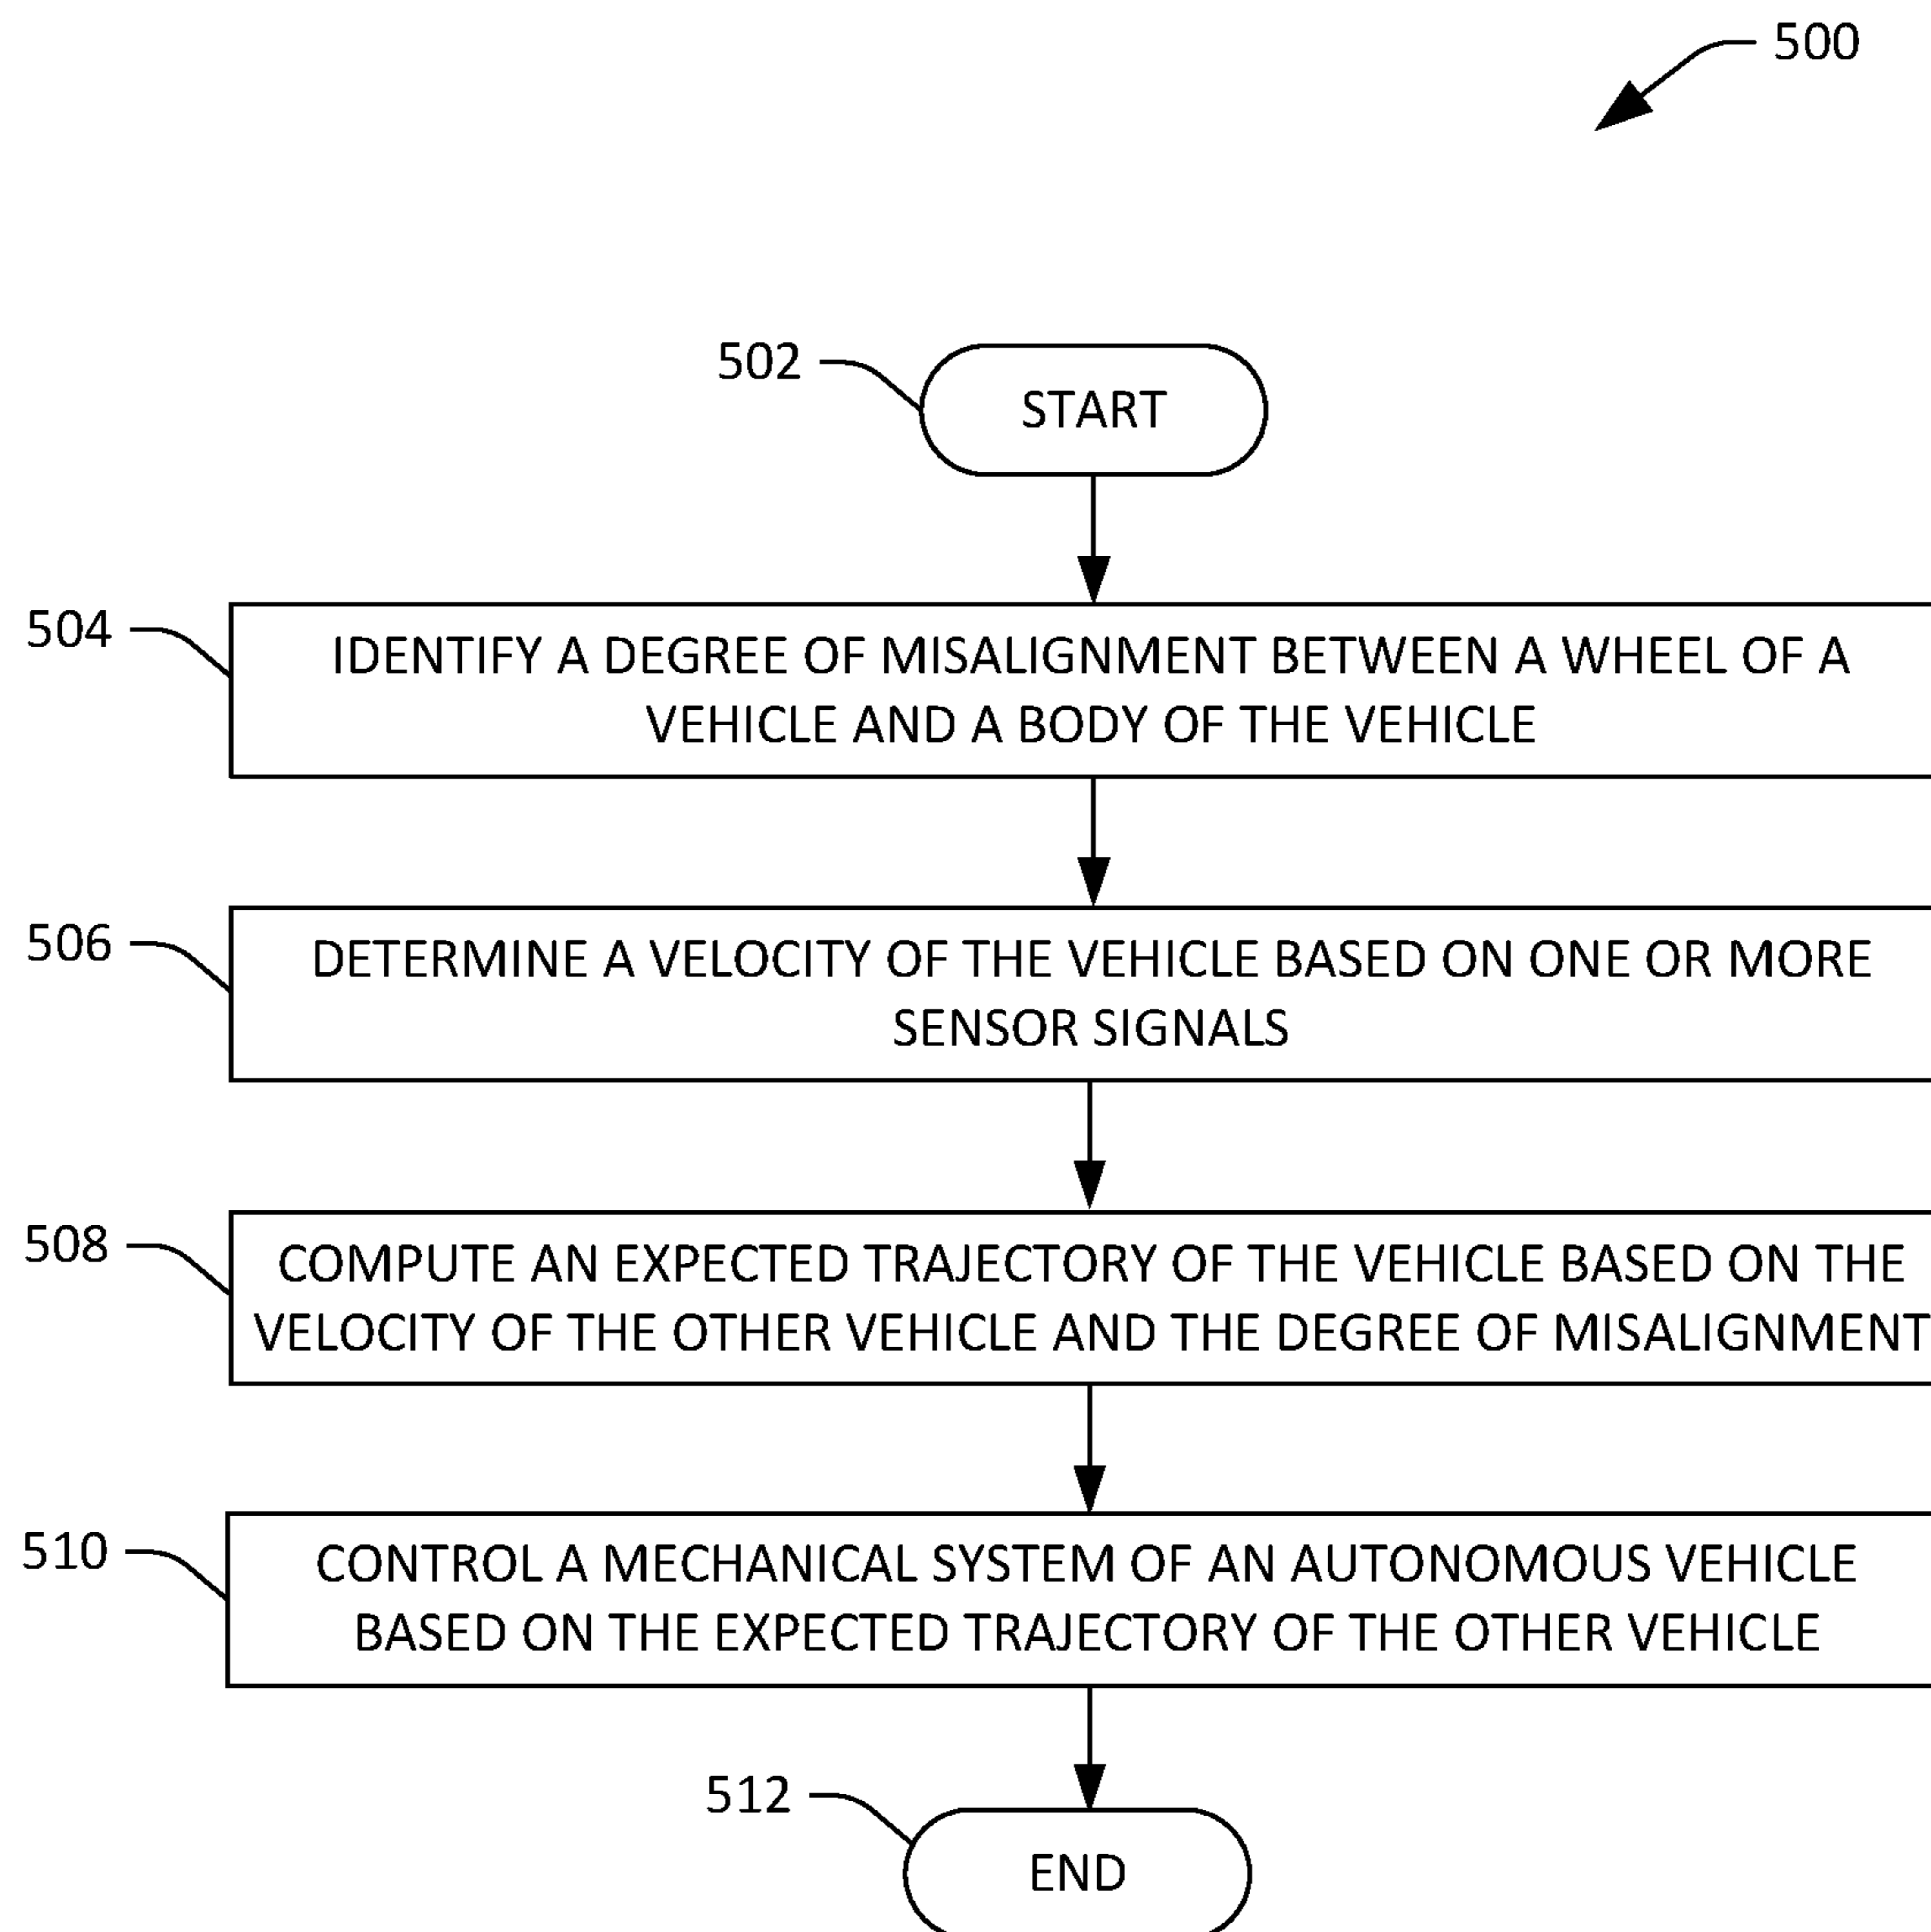 500
502
START
504
IDENTIFY A DEGREE OF MISALIGNMENT BETWEEN A WHEEL OF A
VEHICLE AND A BODY OF THE VEHICLE
506
DETERMINE A VELOCITY OF THE VEHICLE BASED ON ONE OR MORE
SENSOR SIGNALS
508
COMPUTE AN EXPECTED TRAJECTORY OF THE VEHICLE BASED ON THE
VELOCITY OF THE OTHER VEHICLE AND THE DEGREE OF MISALIGNMENT
510
CONTROL A MECHANICAL SYSTEM OF AN AUTONOMOUS VEHICLE
BASED ON THE EXPECTED TRAJECTORY OF THE OTHER VEHICLE
512
END